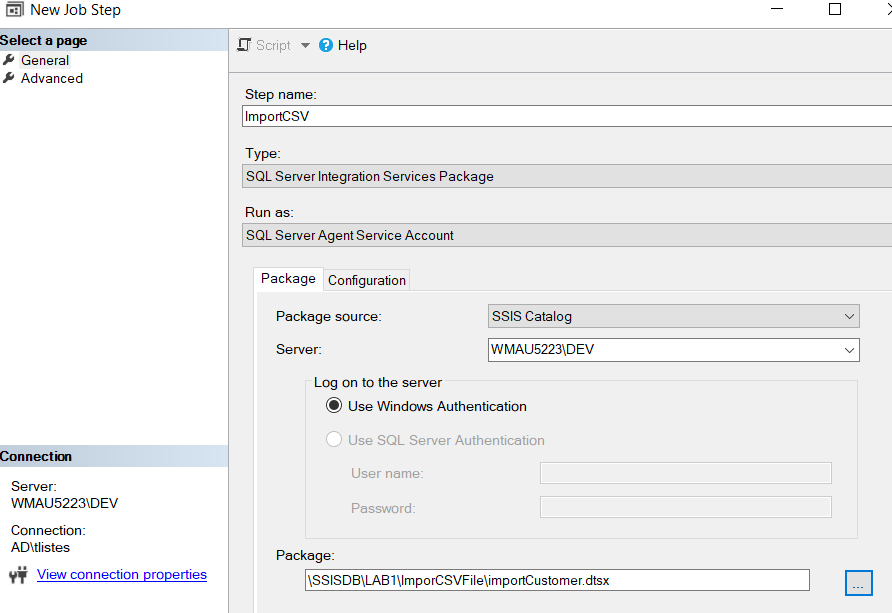 New Job Step
Select a page
General
Advanced
Script
Help
Step name:
ImportCSV
Type:
SQL Server Integration Services Package
Run as:
SQL Server Agent Service Account
Package
Configuration
Package source:
SSIS Catalog
Server:
WMAU5223\DEV
Log on to the server
Use Windows Authentication
Use SQL Server Authentication
User name:
Password:
Package:
\SSISDB\LAB1\ImporCSVFile\importCustomer.dtsx
...
Connection
Server:
WMAU5223\DEV
Connection:
AD\tlistes
View connection properties